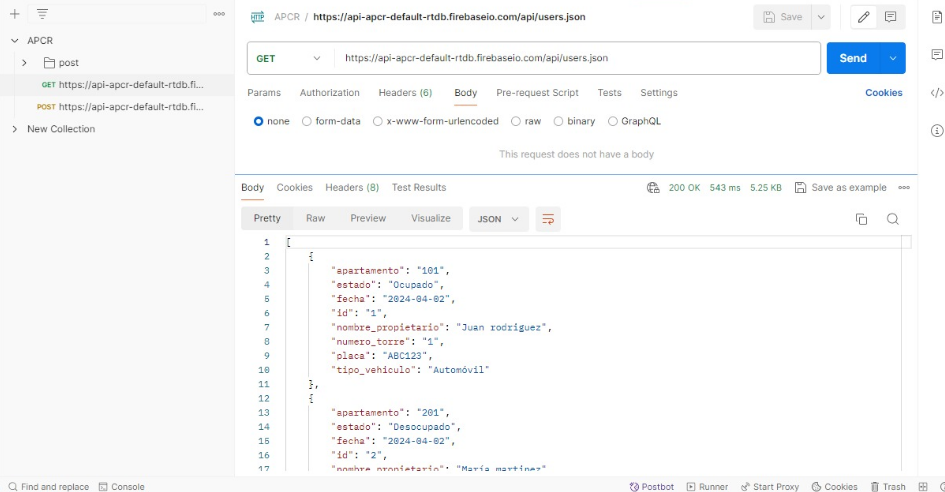 APCR / https://api-apcr-default-rtdb.firebaseio.com/api/users.json
Save
APCR
post
GET https://api-apcr-default-rtdb.fi...
POST https://api-apcr-default-rtdb.fi...
New Collection
GET https://api-apcr-default-rtdb.firebaseio.com/api/users.json Send
Params Authorization Headers (6) Body Pre-request Script Tests Settings Cookies
none form-data x-www-form-urlencoded raw binary GraphQL
This request does not have a body
Body Cookies Headers (8) Test Results 200 OK 543 ms 5.25 KB Save as example
Pretty Raw Preview Visualize JSON
1 [
2 {
3 "apartamento": "101",
4 "estado": "Ocupado",
5 "fecha": "2024-04-02",
6 "id": "1",
7 "nombre_propietario": "Juan rodriguez",
8 "numero_torre": "1",
9 "placa": "ABC123",
10 "tipo_vehiculo": "Automóvil"
11 },
12 {
13 "apartamento": "201",
14 "estado": "Desocupado",
15 "fecha": "2024-04-02",
16 "id": "2",
17 "nombre_propietario": "Maria martinez"
Find and replace Console Postbot Runner Start Proxy Cookies Trash